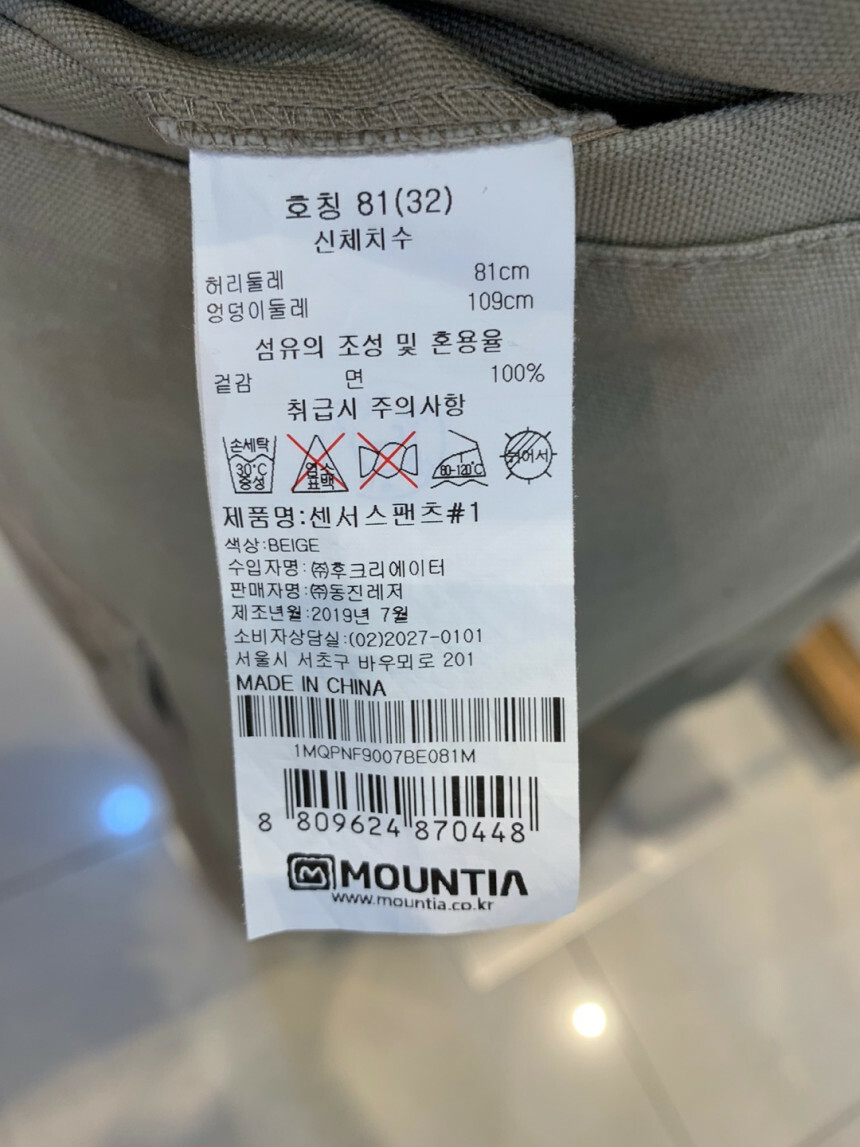 호칭 81(32)
신체치수
허리둘레 81cm
엉덩이둘레 109cm
섬유의 조성 및 혼용율
겉감 면 100%
취급시 주의사항
손세탁 30°C 중성 염소 표백 80-120°C 뉘어서
제품명:센서스팬츠#1
색상:BEIGE
수입자명:㈜후크리에이터
판매자명:㈜동진레저
제조년월:2019년 7월
소비자상담실:(02)2027-0101
서울시 서초구 바우뫼로 201
MADE IN CHINA
1MQPNF9007BE081M
8 809624 870448
MOUNTIA
www.mountia.co.kr